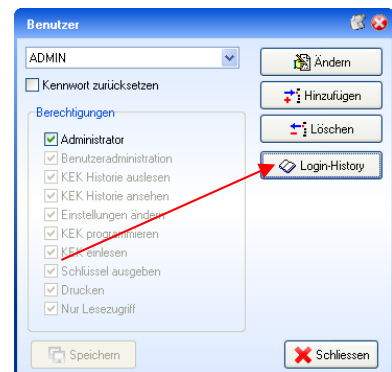 Benutzer
ADMIN
Kennwort zurücksetzen
Berechtigungen
Administrator
Benutzeradministration
KEK Historie auslesen
KEK Historie ansehen
Einstellungen ändern
KEK programmieren
KEK einlesen
Schlüssel ausgeben
Drucken
Nur Lesezugriff
Ändern
Hinzufügen
Löschen
Login-History
Speichern
Schliessen